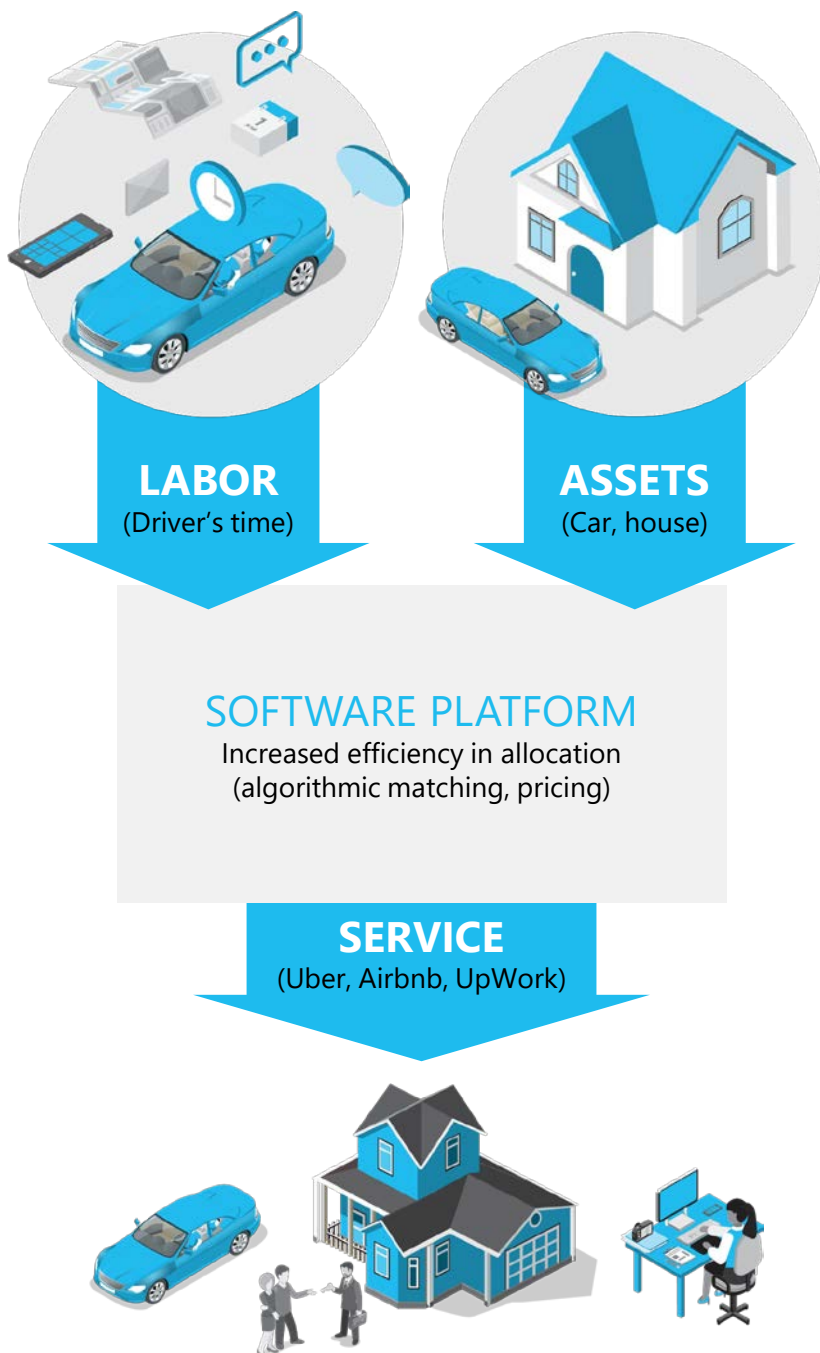 1
LABOR
(Driver’s time)
ASSETS
(Car, house)
SOFTWARE PLATFORM
Increased efficiency in allocation
(algorithmic matching, pricing)
SERVICE
(Uber, Airbnb, UpWork)